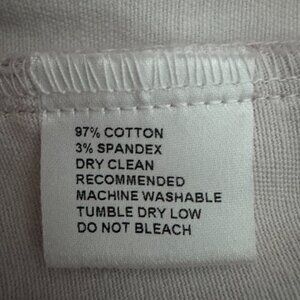 97% COTTON
3% SPANDEX
DRY CLEAN
RECOMMENDED
MACHINE WASHABLE
TUMBLE DRY LOW
DO NOT BLEACH